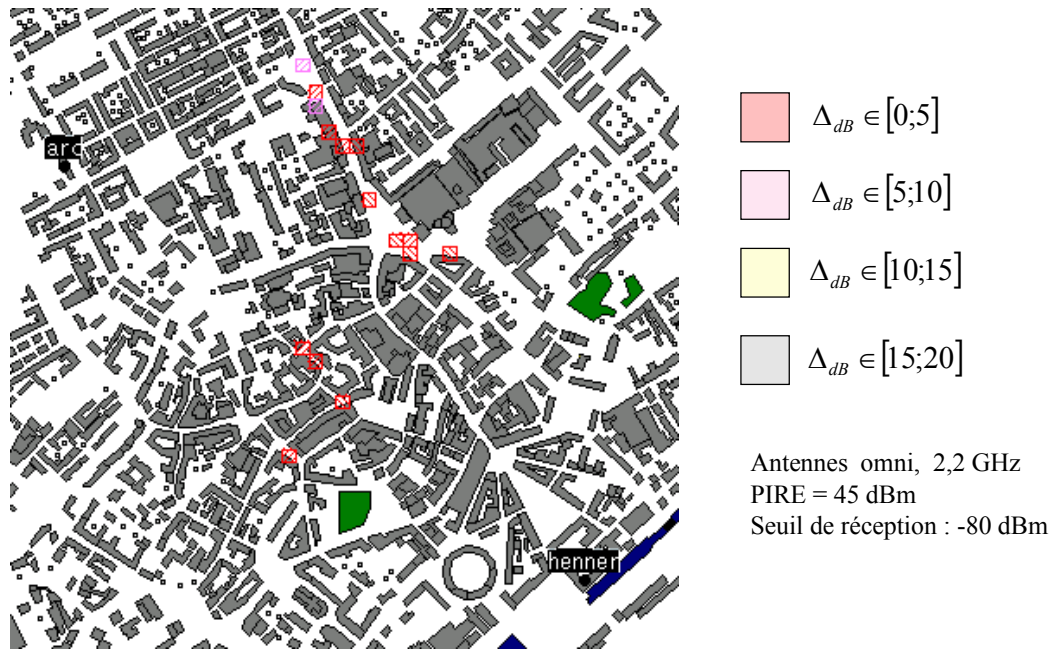 arc
henner
Δ_dB ∈ [0;5]
Δ_dB ∈ [5;10]
Δ_dB ∈ [10;15]
Δ_dB ∈ [15;20]
Antennes omni, 2,2 GHz
PIRE = 45 dBm
Seuil de réception : -80 dBm